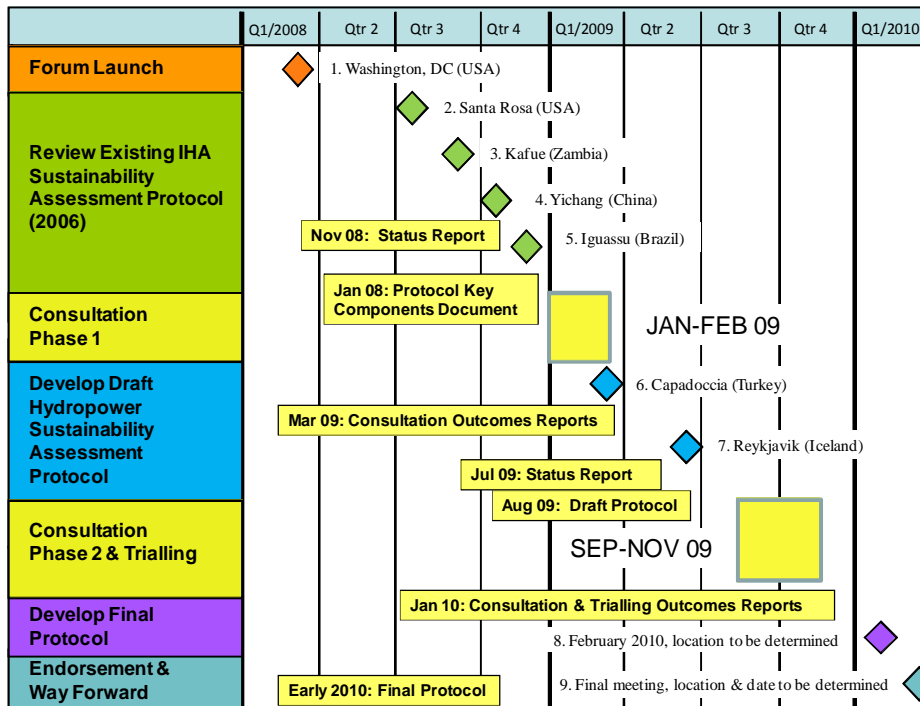 Q1/2008 Qtr 2 Qtr 3 Qtr 4 Q1/2009 Qtr 2 Qtr 3 Qtr 4 Q1/2010
Forum Launch
1. Washington, DC (USA)
2. Santa Rosa (USA)
Review Existing IHA
Sustainability
Assessment Protocol
(2006)
3. Kafue (Zambia)
4. Yichang (China)
Nov 08: Status Report
5. Iguassu (Brazil)
Jan 08: Protocol Key
Components Document
Consultation
Phase 1
JAN-FEB 09
Develop Draft
Hydropower
Sustainability
Assessment
Protocol
6. Capadoccia (Turkey)
Mar 09: Consultation Outcomes Reports
7. Reykjavik (Iceland)
Jul 09: Status Report
Aug 09: Draft Protocol
Consultation
Phase 2 & Trialling
SEP-NOV 09
Jan 10: Consultation & Trialling Outcomes Reports
Develop Final
Protocol
8. February 2010, location to be determined
Endorsement &
Way Forward
Early 2010: Final Protocol
9. Final meeting, location & date to be determined